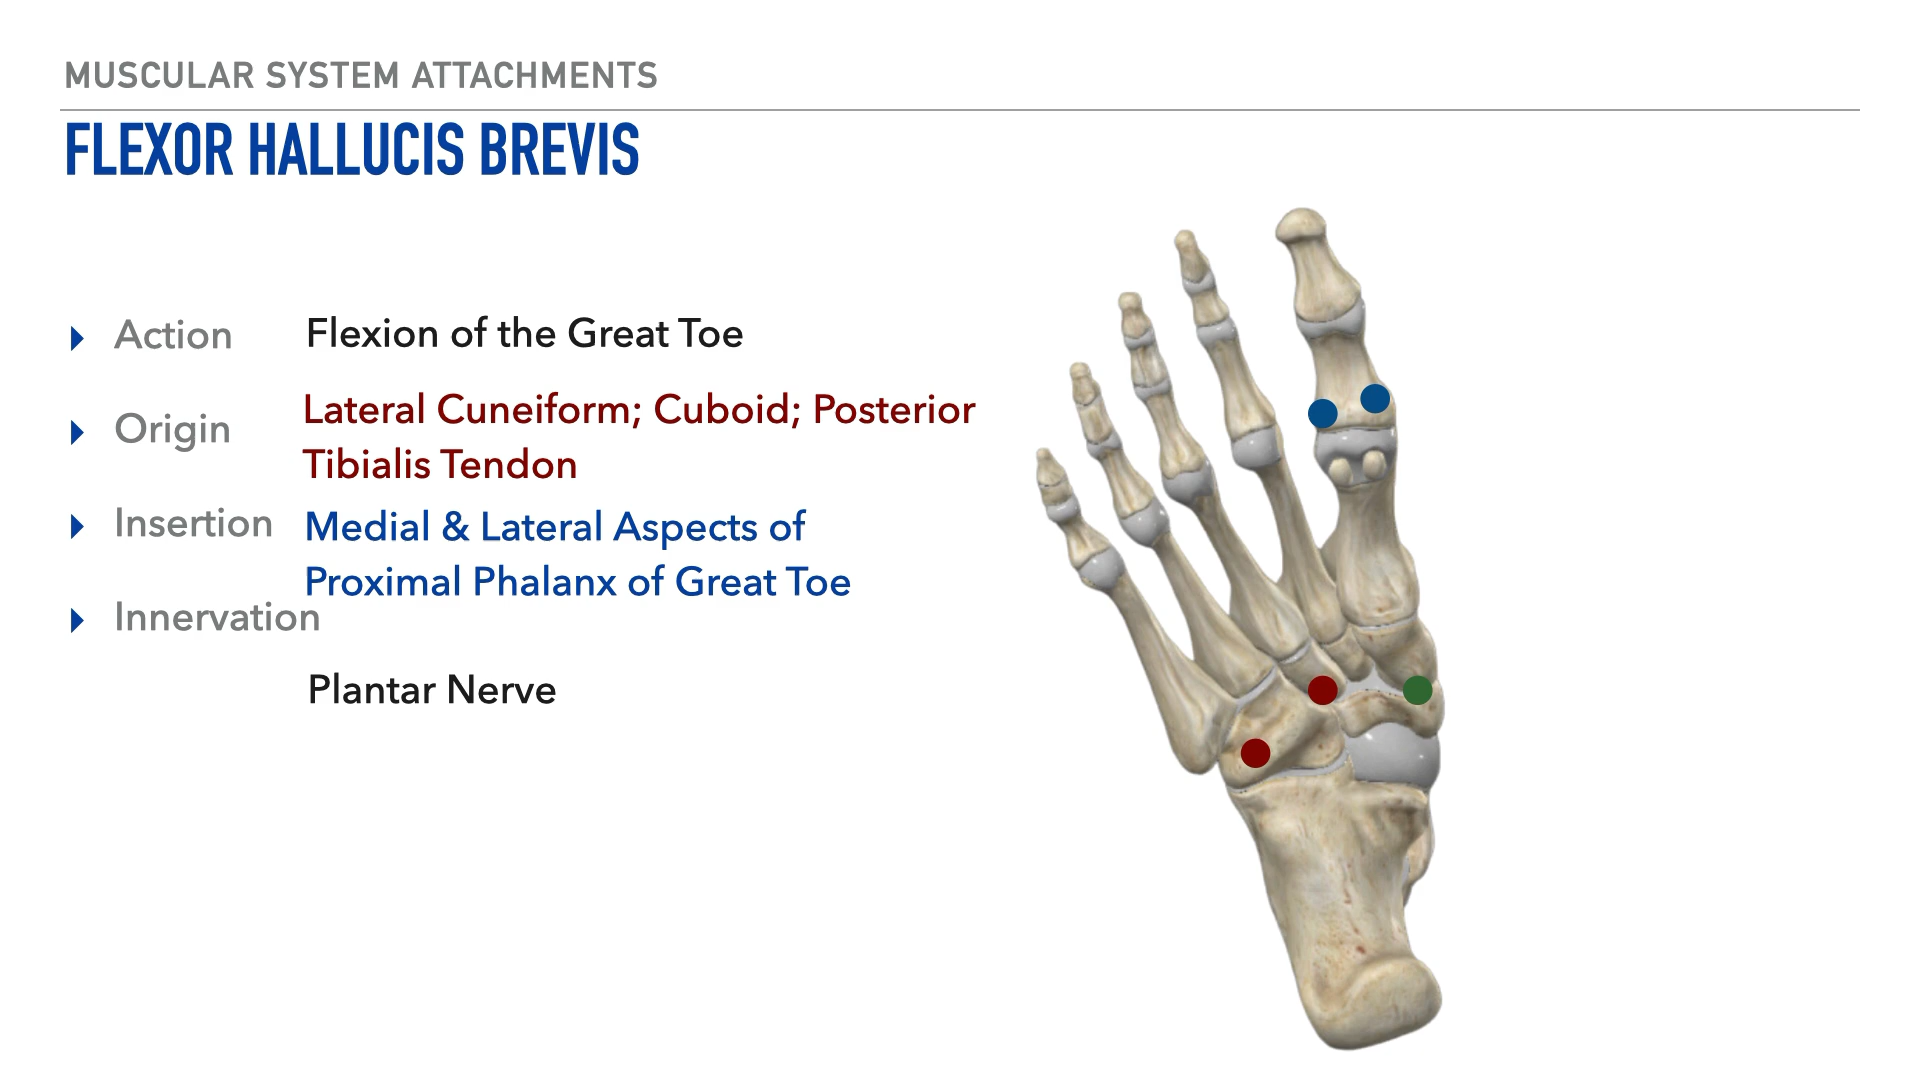 MUSCULAR SYSTEM ATTACHMENTS
FLEXOR HALLUCIS BREVIS
Action
Flexion of the Great Toe
Origin
Lateral Cuneiform; Cuboid; Posterior
Tibialis Tendon
Insertion
Medial & Lateral Aspects of
Proximal Phalanx of Great Toe
Innervation
Plantar Nerve